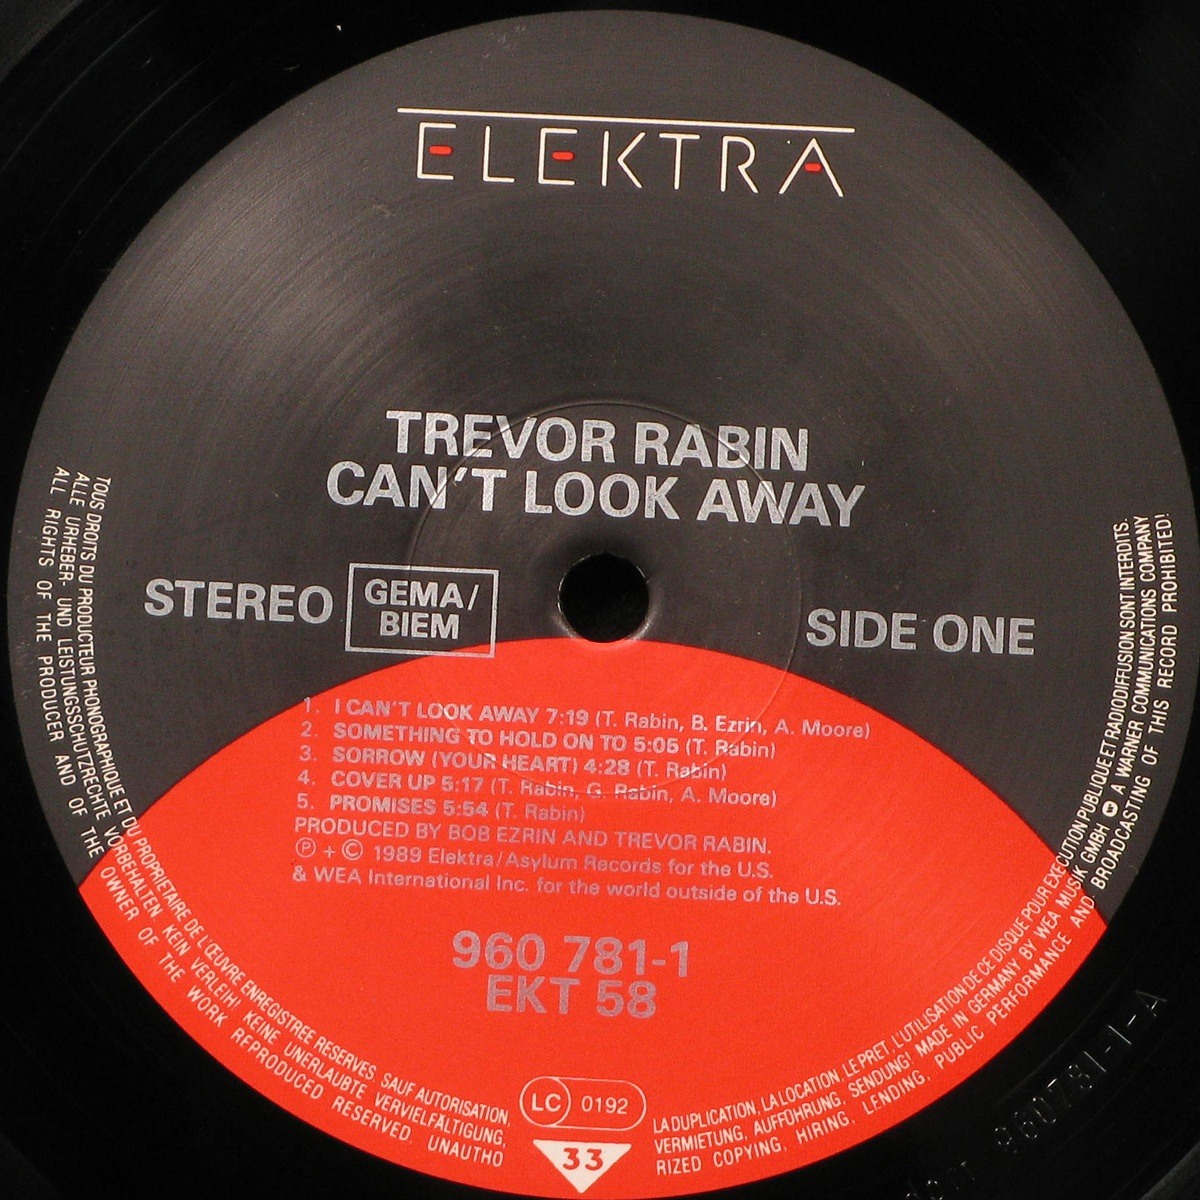 ELEKTRA
TREVOR RABIN
CAN'T LOOK AWAY
STEREO
GEMA/
BIEM
SIDE ONE
1. I CAN'T LOOK AWAY 7:19 (T. Rabin, B. Ezrin, A. Moore)
2. SOMETHING TO HOLD ON TO 5:05 (T. Rabin)
3. SORROW (YOUR HEART) 4:28 (T. Rabin)
4. COVER UP 5:17 (T. Rabin, G. Rabin, A. Moore)
5. PROMISES 5:54 (T. Rabin)
PRODUCED BY BOB EZRIN AND TREVOR RABIN.
Ⓟ + © 1989 Elektra/Asylum Records for the U.S.
& WEA International Inc. for the world outside of the U.S.
960 781-1
EKT 58
LC 0192
33
TOUS DROITS DU PRODUCTEUR PHONOGRAPHIQUE ET DU PROPRIETAIRE DE L'ŒUVRE ENREGISTREE RESERVES. SAUF AUTORISATION, LA DUPLICATION, LA LOCATION, LE PRET, L'UTILISATION DE CE DISQUE POUR EXECUTION PUBLIQUE ET RADIODIFFUSION SONT INTERDITS.
ALLE URHEBER- UND LEISTUNGSSCHUTZRECHTE VORBEHALTEN. KEIN VERLEIH! KEINE UNERLAUBTE VERVIELFÄLTIGUNG, VERMIETUNG, AUFFÜHRUNG, SENDUNG! MADE IN GERMANY BY WEA MUSIK GMBH A WARNER COMMUNICATIONS COMPANY
ALL RIGHTS OF THE PRODUCER AND OF THE OWNER OF THE WORK REPRODUCED RESERVED. UNAUTHORIZED COPYING, HIRING, LENDING, PUBLIC PERFORMANCE AND BROADCASTING OF THIS RECORD PROHIBITED!
960781-1-A